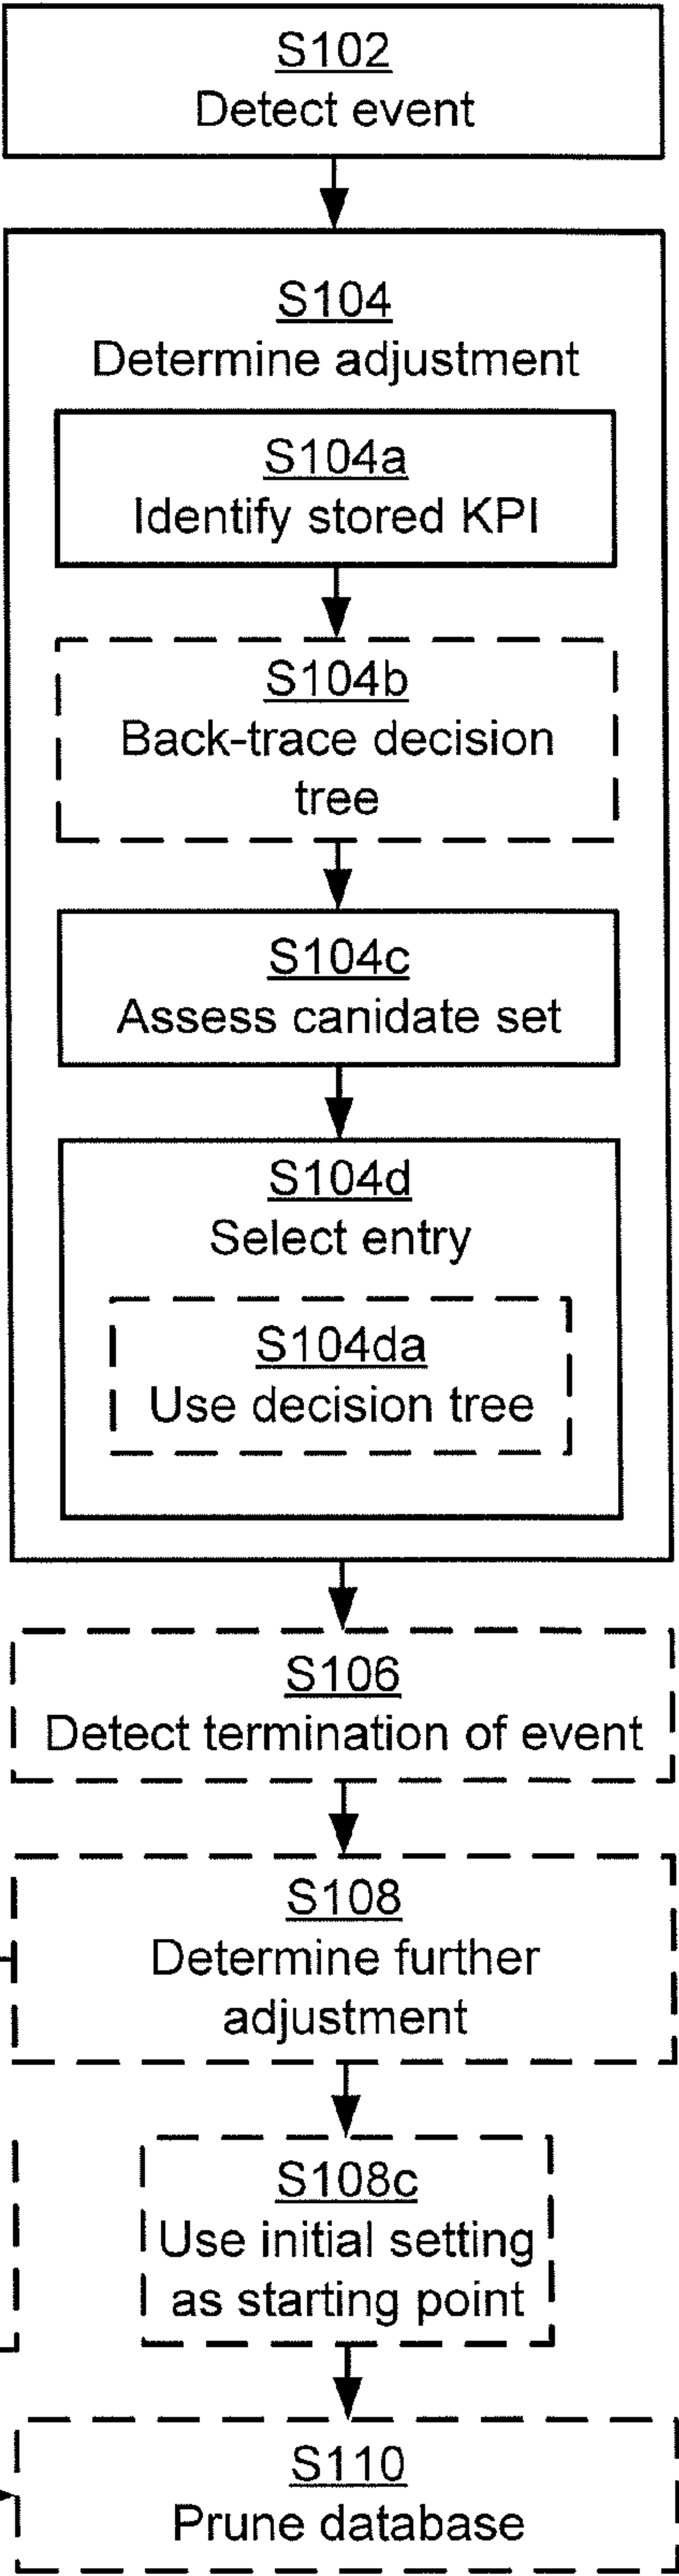 S102
Detect event
S104
Determine adjustment
S104a
Identify stored KPI
S104b
Back-trace decision
tree
S104c
Assess canidate set
S104d
Select entry
S104da
Use decision tree
S106
Detect termination of event
S108
Determine further
adjustment
S108c
Use initial setting
as starting point
S110
Prune database